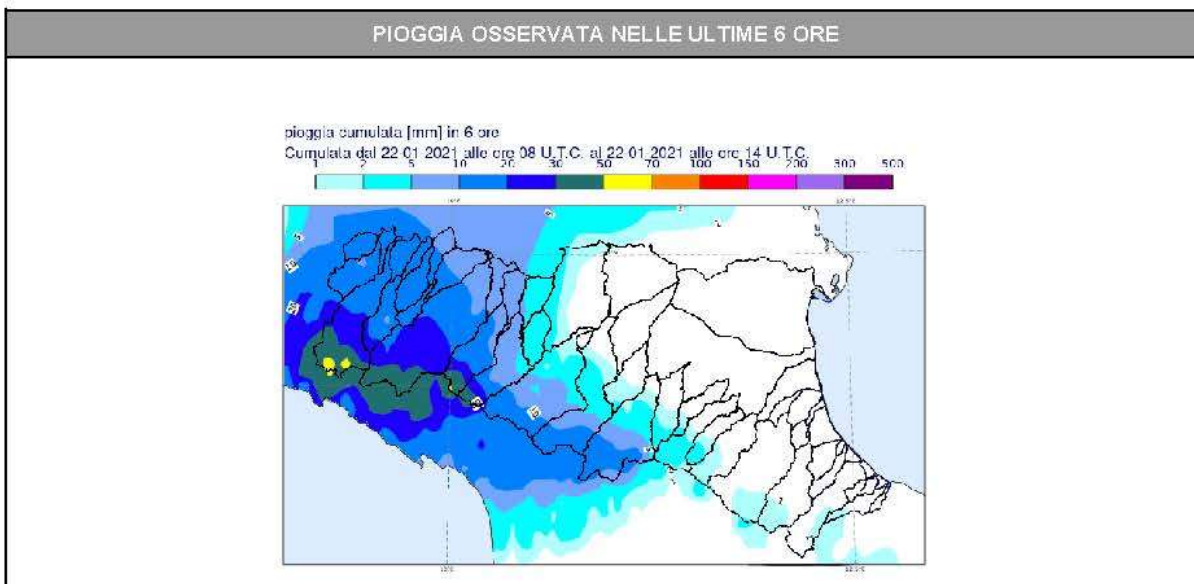 PIOGGIA OSSERVATA NELLE ULTIME 6 ORE
pioggia cumulata [mm] in 6 ore
Cumulata dal 22-01-2021 alle ore 08 U.T.C. al 22-01-2021 alle ore 14 U.T.C.
1 2 5 10 20 30 50 70 100 150 200 300 500